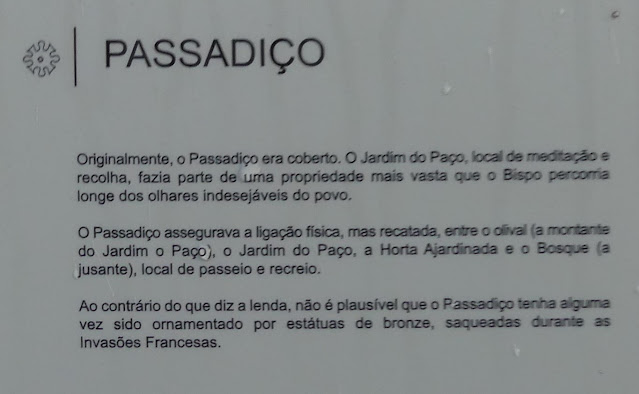 PASSADIÇO
Originalmente, o Passadiço era coberto. O Jardim do Paço, local de meditação e
recolha, fazia parte de uma propriedade mais vasta que o Bispo percorria
longe dos olhares indesejáveis do povo.
O Passadiço assegurava a ligação física, mas recatada, entre o olival (a montante
do Jardim o Paço), o Jardim do Paço, a Horta Ajardinada e o Bosque (a
jusante), local de passeio e recreio.
Ao contrário do que diz a lenda, não é plausível que o Passadiço tenha alguma
vez sido ornamentado por estátuas de bronze, saqueadas durante as
Invasões Francesas.